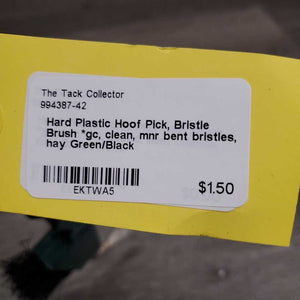 The Tack Collector
994387-42
Hard Plastic Hoof Pick, Bristle
Brush *gc, clean, mnr bent bristles,
hay Green/Black
EKTWA5
$1.50